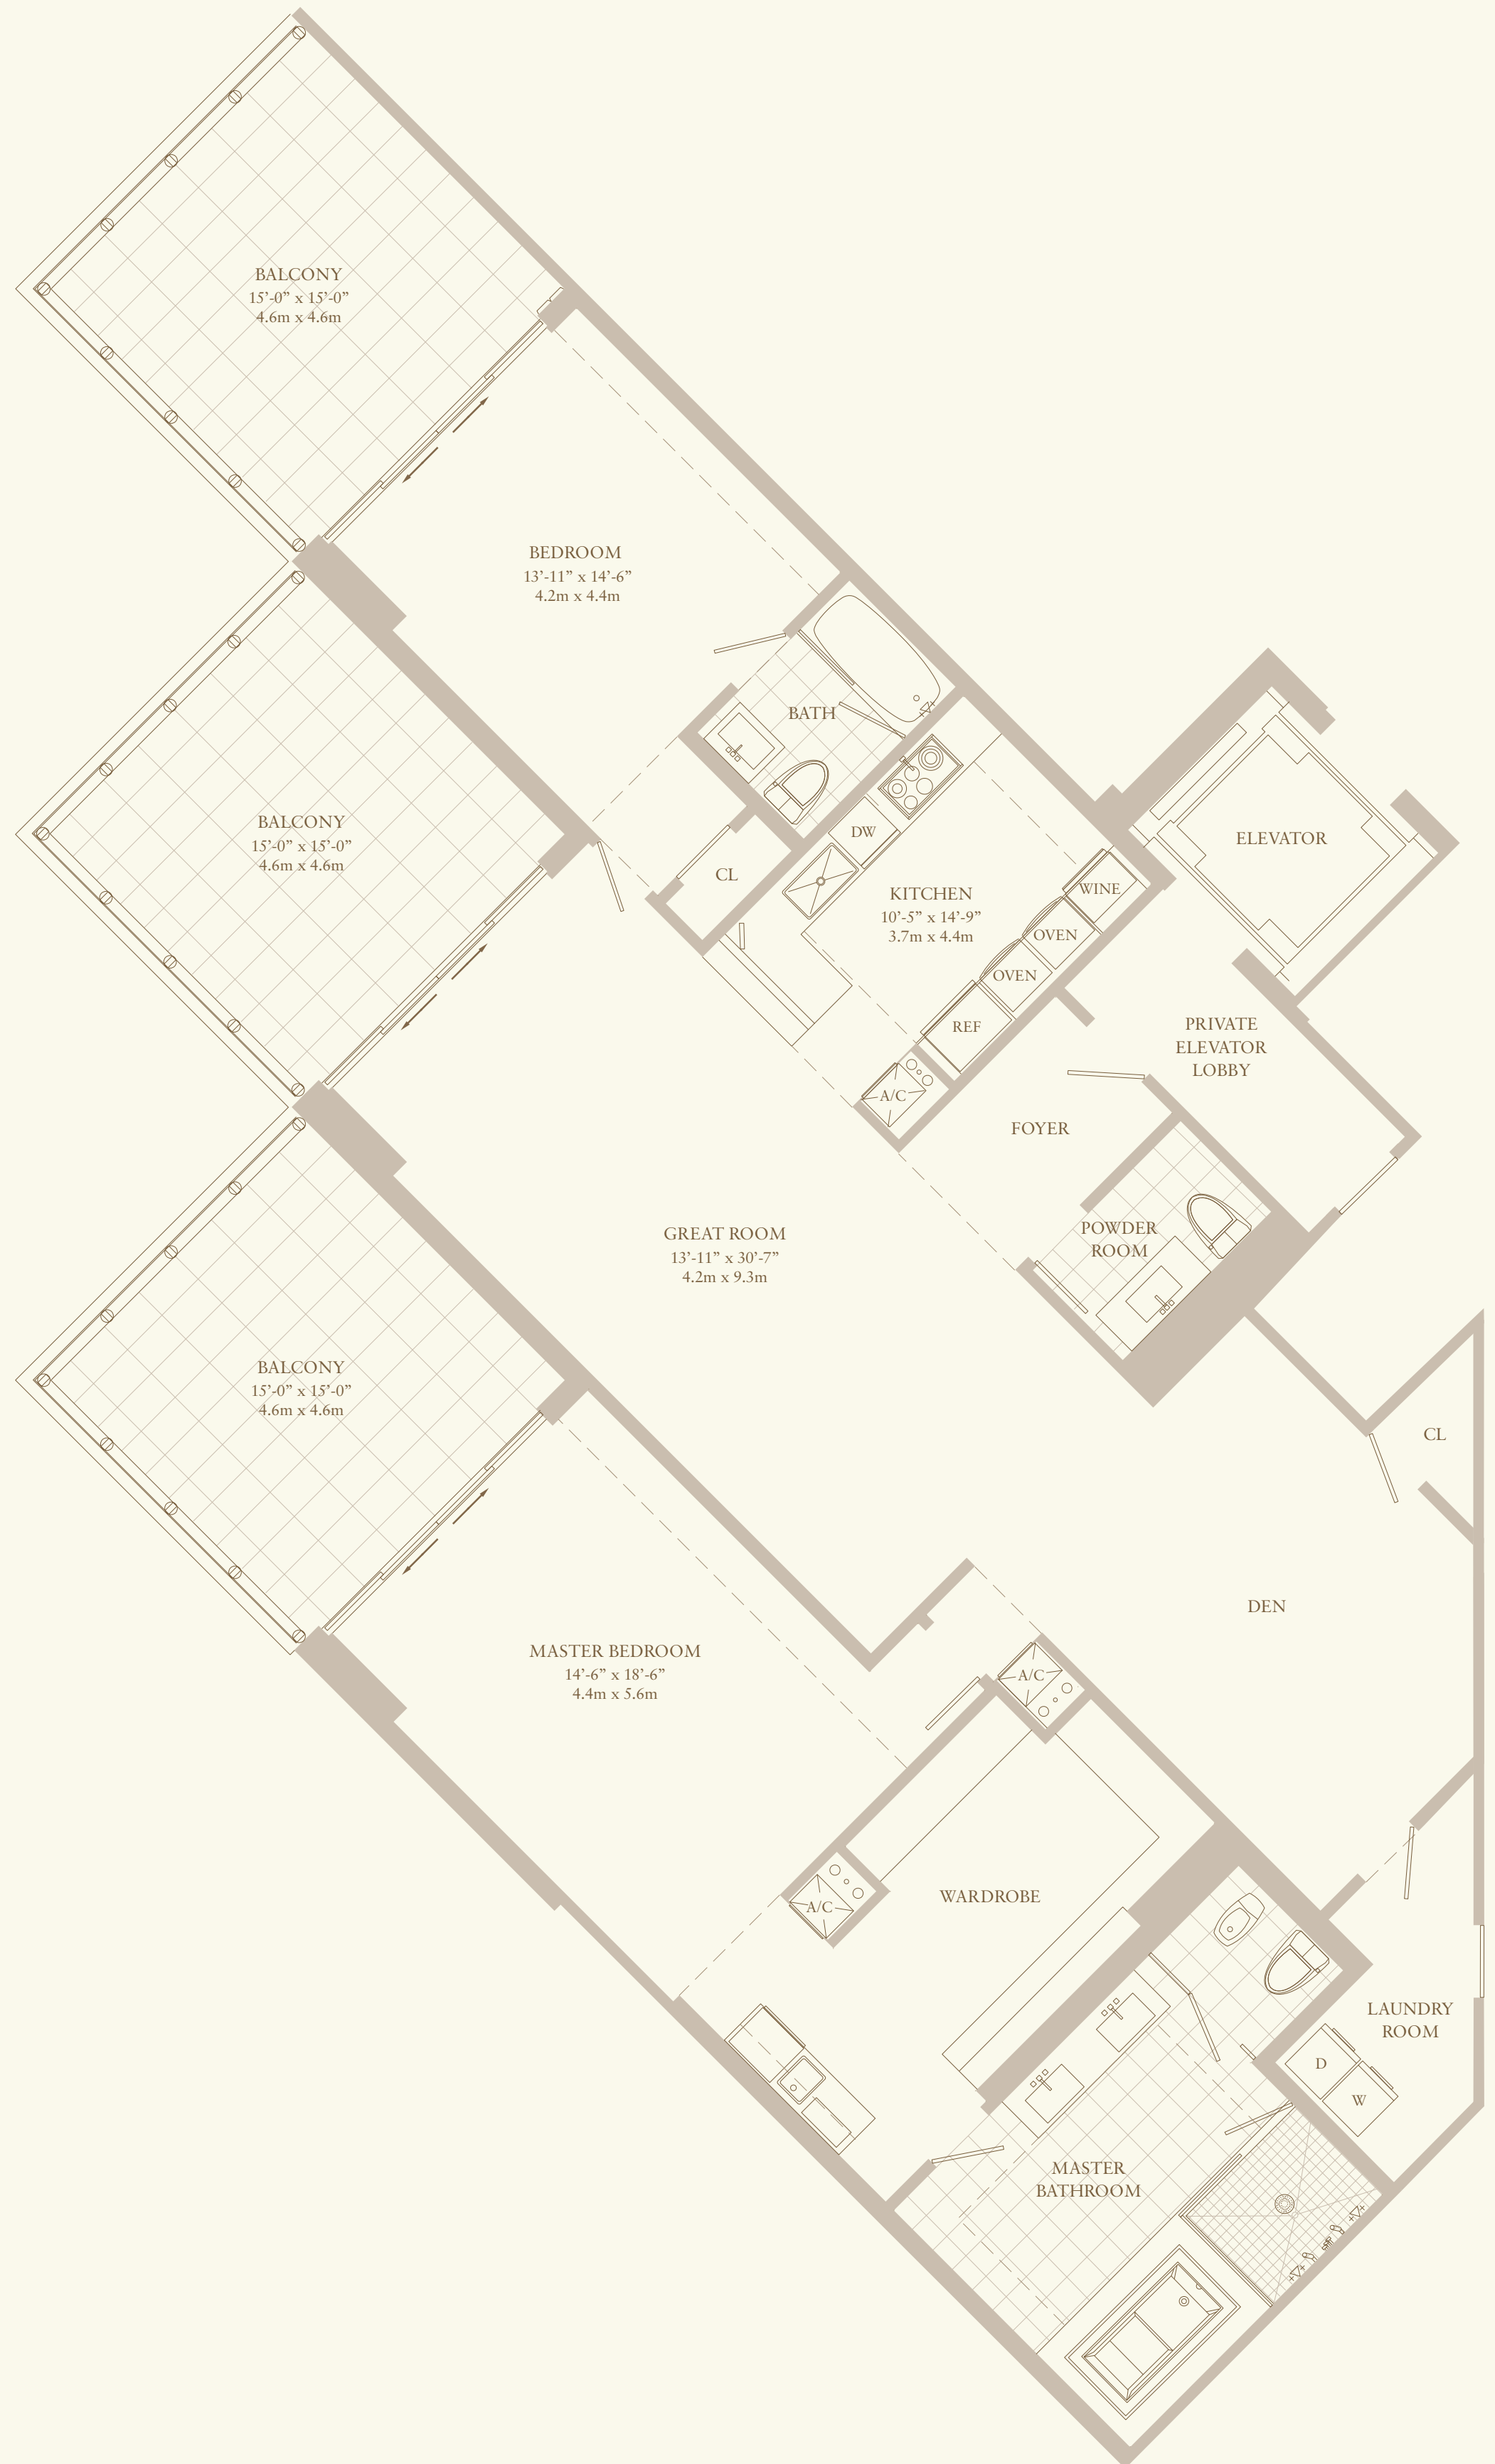 BALCONY
15’-0” x 15’-0”
4.6m x 4.6m
BEDROOM
13’-11” x 14’-6”
4.2m x 4.4m
BATH
BALCONY
15’-0” x 15’-0”
4.6m x 4.6m
DW
CL
KITCHEN
10’-5” x 14’-9”
3.7m x 4.4m
WINE
OVEN
OVEN
REF
A/C
ELEVATOR
PRIVATE
ELEVATOR
LOBBY
FOYER
POWDER
ROOM
GREAT ROOM
13’-11” x 30’-7”
4.2m x 9.3m
BALCONY
15’-0” x 15’-0”
4.6m x 4.6m
CL
DEN
MASTER BEDROOM
14’-6” x 18’-6”
4.4m x 5.6m
A/C
WARDROBE
A/C
LAUNDRY
ROOM
D
W
MASTER
BATHROOM